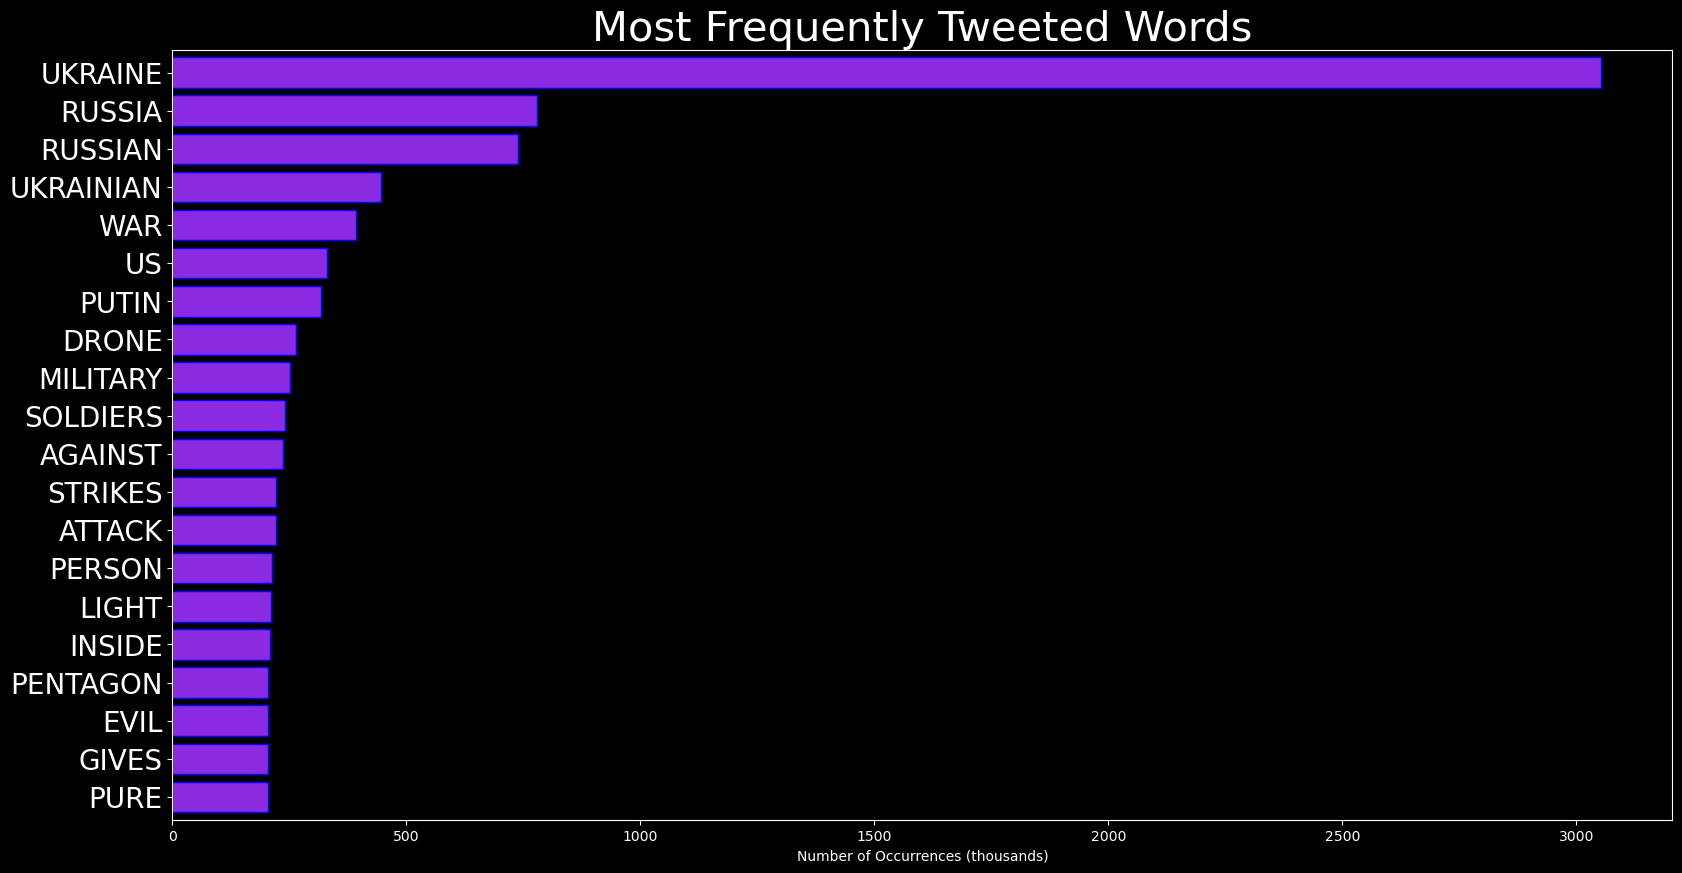 Most Frequently Tweeted Words
UKRAINE
RUSSIA
RUSSIAN
UKRAINIAN
WAR
US
PUTIN
DRONE
MILITARY
SOLDIERS
AGAINST
STRIKES
ATTACK
PERSON
LIGHT
INSIDE
PENTAGON
EVIL
GIVES
PURE
0 500 1000 1500 2000 2500 3000
Number of Occurrences (thousands)